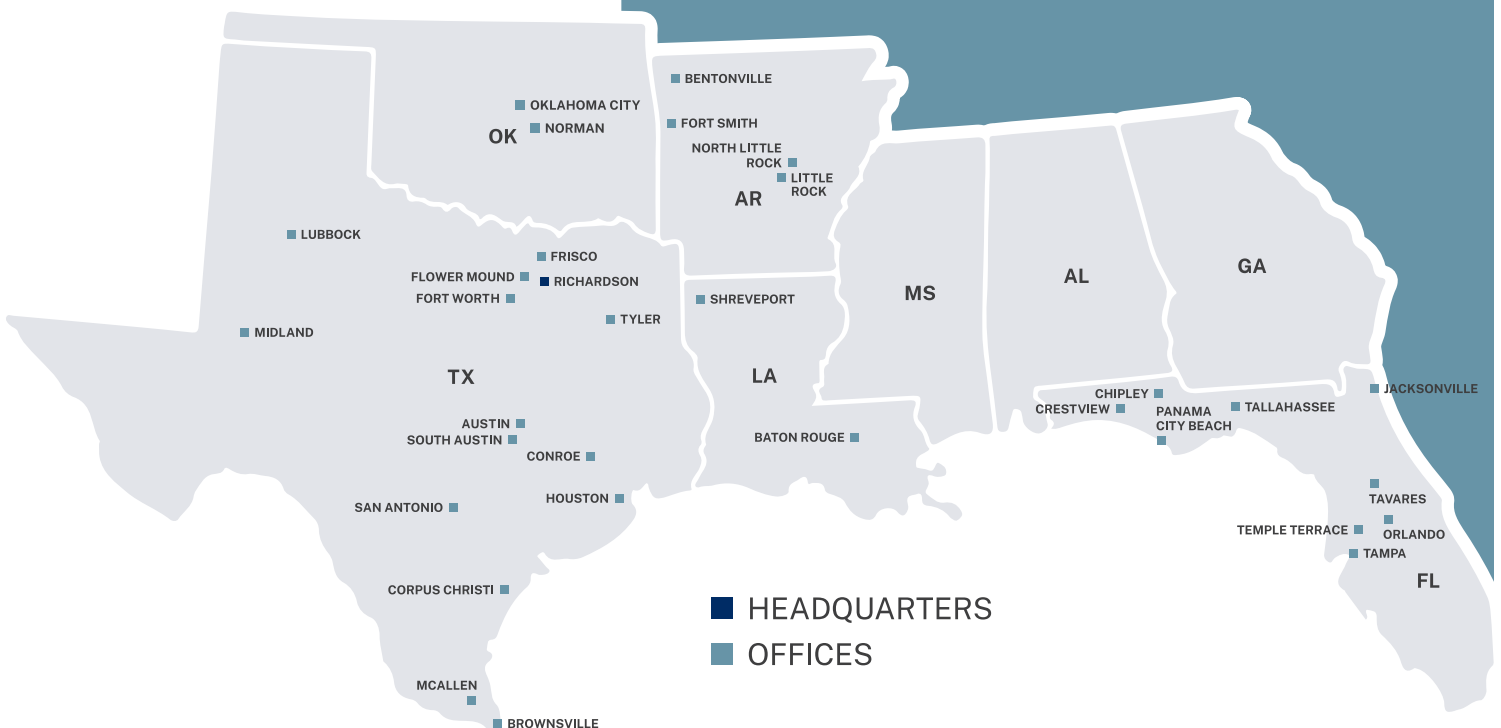 BENTONVILLE
OKLAHOMA CITY
FORT SMITH
NORMAN
OK
NORTH LITTLE
ROCK
LITTLE
ROCK
AR
LUBBOCK
FRISCO
FLOWER MOUND
RICHARDSON
FORT WORTH
MIDLAND
TYLER
SHREVEPORT
MS
AL
GA
TX
LA
JACKSONVILLE
CHIPLEY
CRESTVIEW
PANAMA
CITY BEACH
TALLAHASSEE
AUSTIN
SOUTH AUSTIN
BATON ROUGE
CONROE
HOUSTON
SAN ANTONIO
TAVARES
TEMPLE TERRACE
ORLANDO
TAMPA
FL
CORPUS CHRISTI
HEADQUARTERS
OFFICES
MCALLEN
BROWNSVILLE